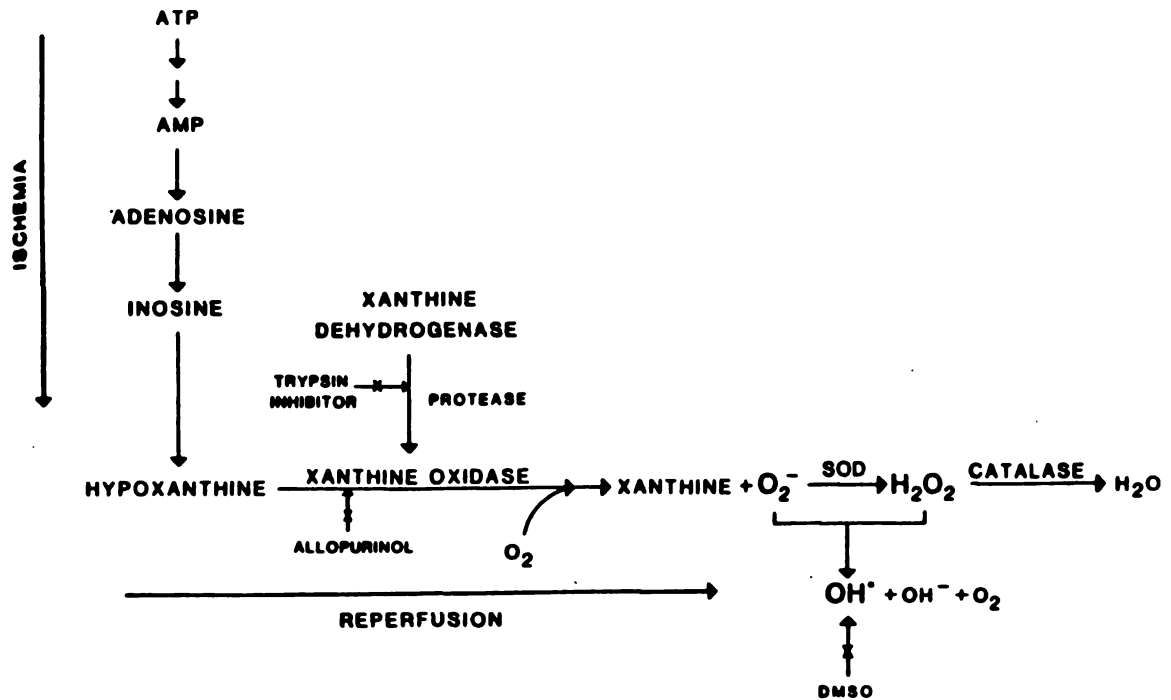 ATP
AMP
ADENOSINE
INOSINE
ISCHEMIA
XANTHINE
DEHYDROGENASE
TRYPSIN
INHIBITOR
PROTEASE
HYPOXANTHINE
XANTHINE OXIDASE
XANTHINE + O₂⁻
SOD
H₂O₂
CATALASE
H₂O
ALLOPURINOL
O₂
REPERFUSION
OH• + OH⁻ + O₂
DMSO